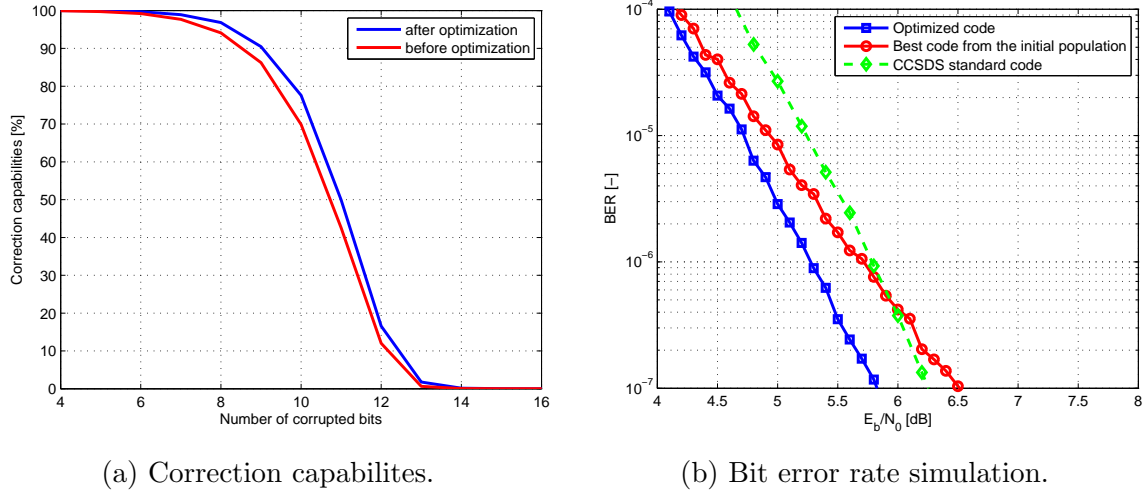 100
90
80
70
60
50
40
30
20
10
0
4
6
8
10
12
14
16
Correction capabilities [%]
Number of corrupted bits
after optimization
before optimization
10^-4
10^-5
10^-6
10^-7
4
4.5
5
5.5
6
6.5
7
7.5
8
BER [-]
E_b/N_0 [dB]
Optimized code
Best code from the initial population
CCSDS standard code
(a) Correction capabilites.
(b) Bit error rate simulation.